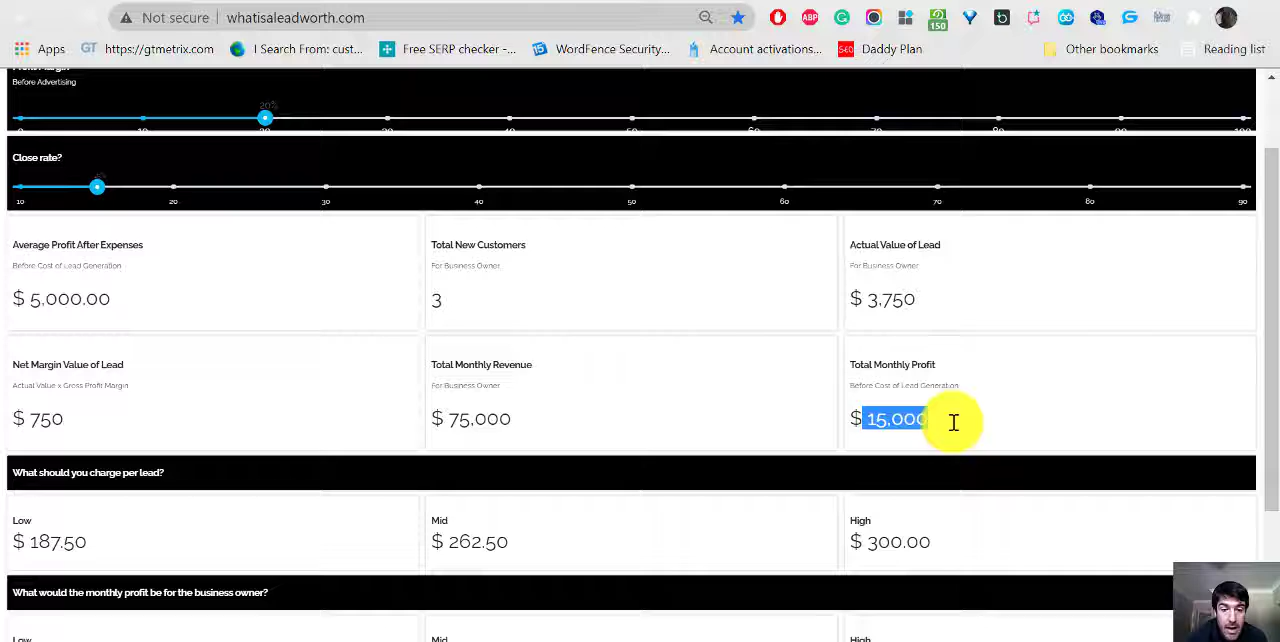 Not secure | whatisaleadworth.com
ABP
150
Apps GT https://gtmetrix.com I Search From: cust... Free SERP checker -... WordFence Security,... Account activations... Daddy Plan Other bookmarks Reading list
Before Advertising
20%
Close rate?
10 20 30 40 50 60 70 80 90
Average Profit After Expenses
Before Cost of Lead Generation
$ 5,000.00
Total New Customers
For Business Owner
3
Actual Value of Lead
For Business Owner
$ 3,750
Net Margin Value of Lead
Actual Value x Gross Profit Margin
$ 750
Total Monthly Revenue
For Business Owner
$ 75,000
Total Monthly Profit
Before Cost of Lead Generation
$ 15,000
What should you charge per lead?
Low
$ 187.50
Mid
$ 262.50
High
$ 300.00
What would the monthly profit be for the business owner?
Low
Mid
High